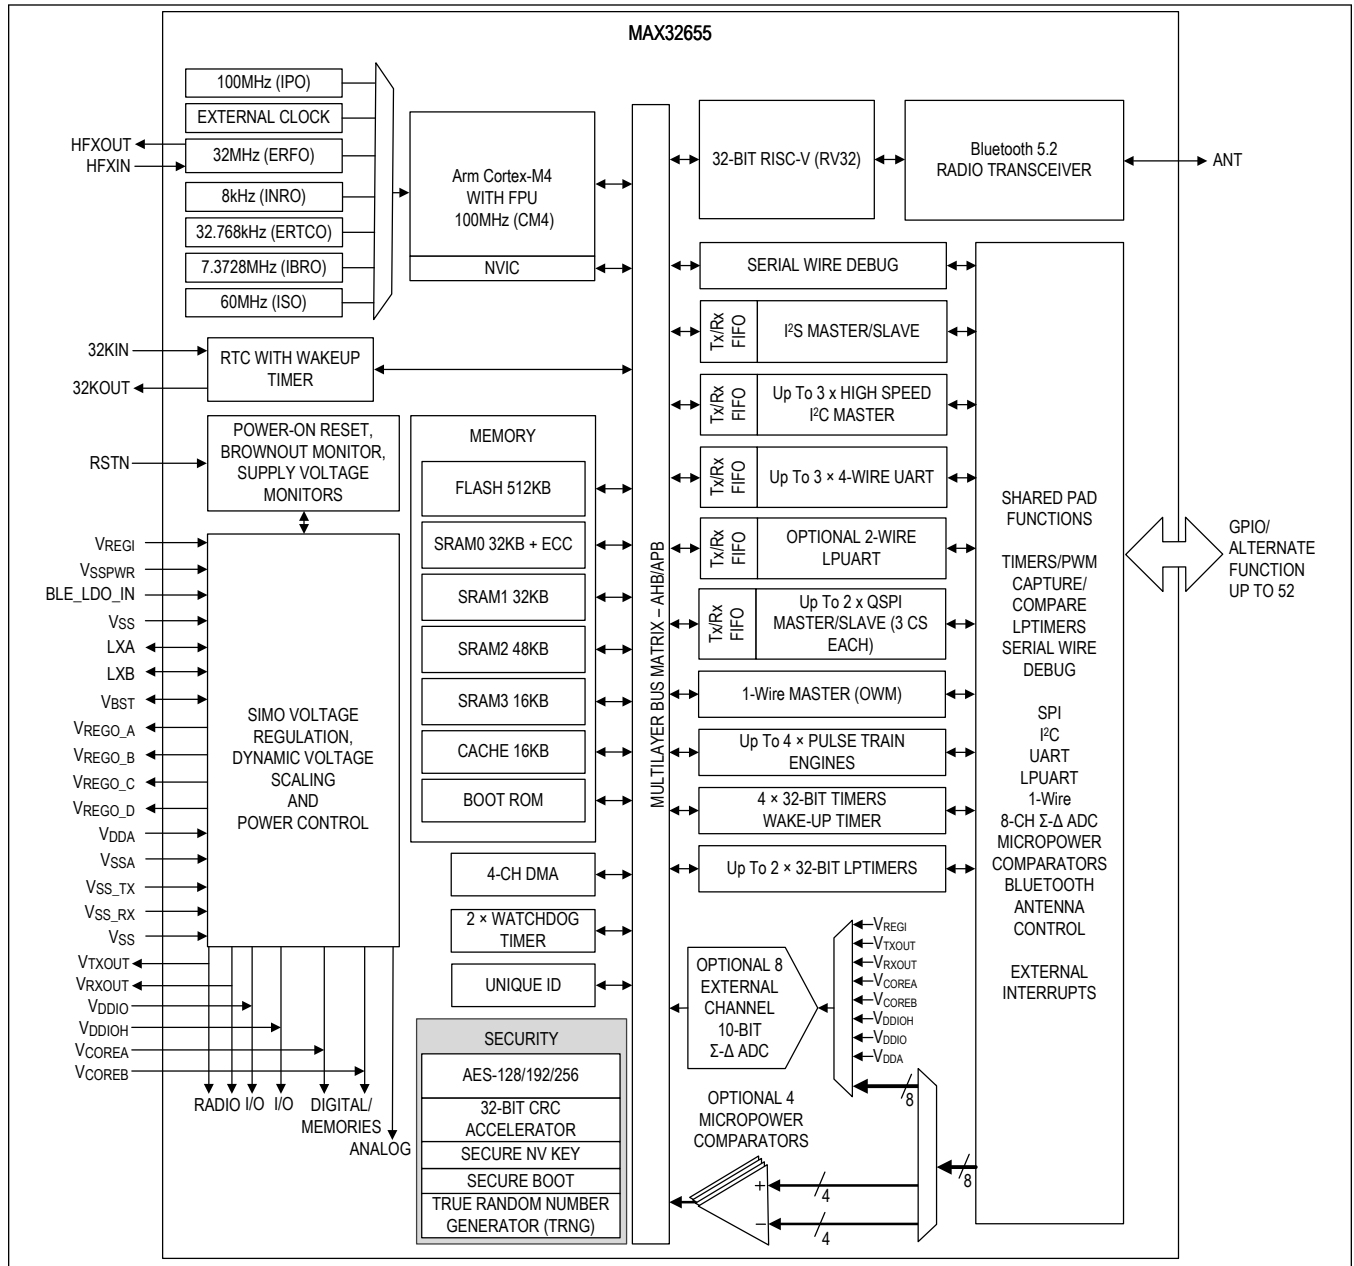 MAX32655
100MHz (IPO)
EXTERNAL CLOCK
32MHz (ERFO)
8kHz (INRO)
32.768kHz (ERTCO)
7.3728MHz (IBRO)
60MHz (ISO)
HFXOUT
HFXIN
Arm Cortex-M4
WITH FPU
100MHz (CM4)
NVIC
32-BIT RISC-V (RV32)
Bluetooth 5.2
RADIO TRANSCEIVER
ANT
32KIN
32KOUT
RTC WITH WAKEUP
TIMER
RSTN
POWER-ON RESET,
BROWNOUT MONITOR,
SUPPLY VOLTAGE
MONITORS
VREGI
VSSPWR
BLE_LDO_IN
VSS
LXA
LXB
VBST
VREGO_A
VREGO_B
VREGO_C
VREGO_D
VDDA
VSSA
VSS_TX
VSS_RX
VSS
VTXOUT
VRXOUT
VDDIO
VDDIOH
VCOREA
VCOREB
SIMO VOLTAGE
REGULATION,
DYNAMIC VOLTAGE
SCALING
AND
POWER CONTROL
RADIO
I/O
I/O
DIGITAL/
MEMORIES
ANALOG
MEMORY
FLASH 512KB
SRAM0 32KB + ECC
SRAM1 32KB
SRAM2 48KB
SRAM3 16KB
CACHE 16KB
BOOT ROM
4-CH DMA
2 × WATCHDOG
TIMER
UNIQUE ID
SECURITY
AES-128/192/256
32-BIT CRC
ACCELERATOR
SECURE NV KEY
SECURE BOOT
TRUE RANDOM NUMBER
GENERATOR (TRNG)
MULTILAYER BUS MATRIX – AHB/APB
SERIAL WIRE DEBUG
Tx/Rx
FIFO
I²S MASTER/SLAVE
Tx/Rx
FIFO
Up To 3 x HIGH SPEED
I²C MASTER
Tx/Rx
FIFO
Up To 3 × 4-WIRE UART
Tx/Rx
FIFO
OPTIONAL 2-WIRE
LPUART
Tx/Rx
FIFO
Up To 2 x QSPI
MASTER/SLAVE (3 CS
EACH)
1-Wire MASTER (OWM)
Up To 4 × PULSE TRAIN
ENGINES
4 × 32-BIT TIMERS
WAKE-UP TIMER
Up To 2 × 32-BIT LPTIMERS
OPTIONAL 8
EXTERNAL
CHANNEL
10-BIT
Σ-Δ ADC
VREGI
VTXOUT
VRXOUT
VCOREA
VCOREB
VDDIOH
VDDIO
VDDA
8
OPTIONAL 4
MICROPOWER
COMPARATORS
+
4
–
4
8
SHARED PAD
FUNCTIONS
TIMERS/PWM
CAPTURE/
COMPARE
LPTIMERS
SERIAL WIRE
DEBUG
SPI
I²C
UART
LPUART
1-Wire
8-CH Σ-Δ ADC
MICROPOWER
COMPARATORS
BLUETOOTH
ANTENNA
CONTROL
EXTERNAL
INTERRUPTS
GPIO/
ALTERNATE
FUNCTION
UP TO 52